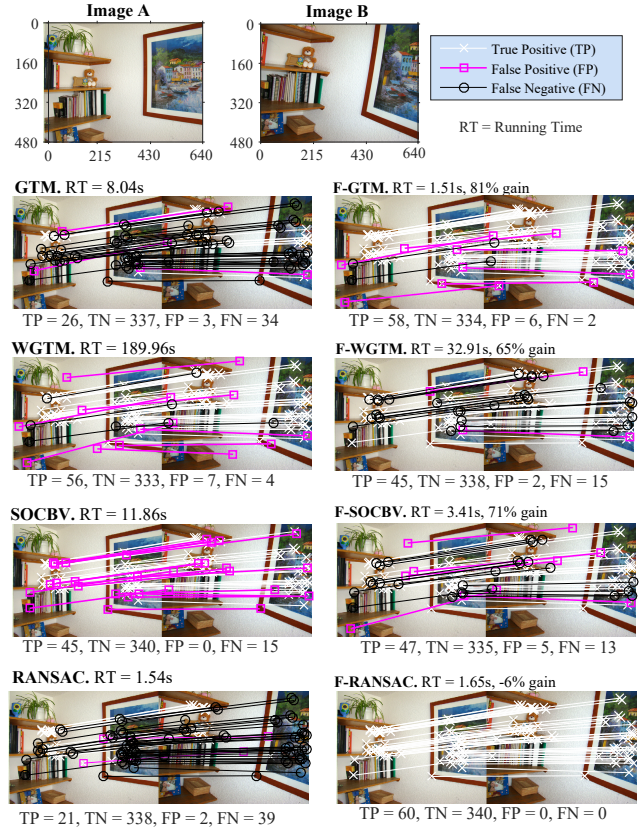 Image A
Image B
0
160
320
480
0
215
430
640
0
160
320
480
0
215
430
640
True Positive (TP)
False Positive (FP)
False Negative (FN)
RT = Running Time
GTM. RT = 8.04s
F-GTM. RT = 1.51s, 81% gain
TP = 26, TN = 337, FP = 3, FN = 34
TP = 58, TN = 334, FP = 6, FN = 2
WGTM. RT = 189.96s
F-WGTM. RT = 32.91s, 65% gain
TP = 56, TN = 333, FP = 7, FN = 4
TP = 45, TN = 338, FP = 2, FN = 15
SOCBV. RT = 11.86s
F-SOCBV. RT = 3.41s, 71% gain
TP = 45, TN = 340, FP = 0, FN = 15
TP = 47, TN = 335, FP = 5, FN = 13
RANSAC. RT = 1.54s
F-RANSAC. RT = 1.65s, -6% gain
TP = 21, TN = 338, FP = 2, FN = 39
TP = 60, TN = 340, FP = 0, FN = 0